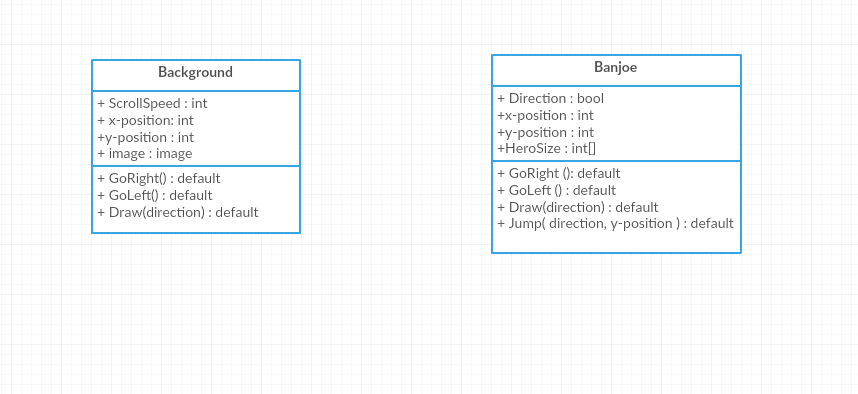 Background
+ ScrollSpeed : int
+ x-position: int
+y-position : int
+ image : image
+ GoRight() : default
+ GoLeft() : default
+ Draw(direction) : default
Banjoe
+ Direction : bool
+x-position : int
+y-position : int
+HeroSize : int[]
+ GoRight (): default
+ GoLeft () : default
+ Draw(direction) : default
+ Jump( direction, y-position ) : default